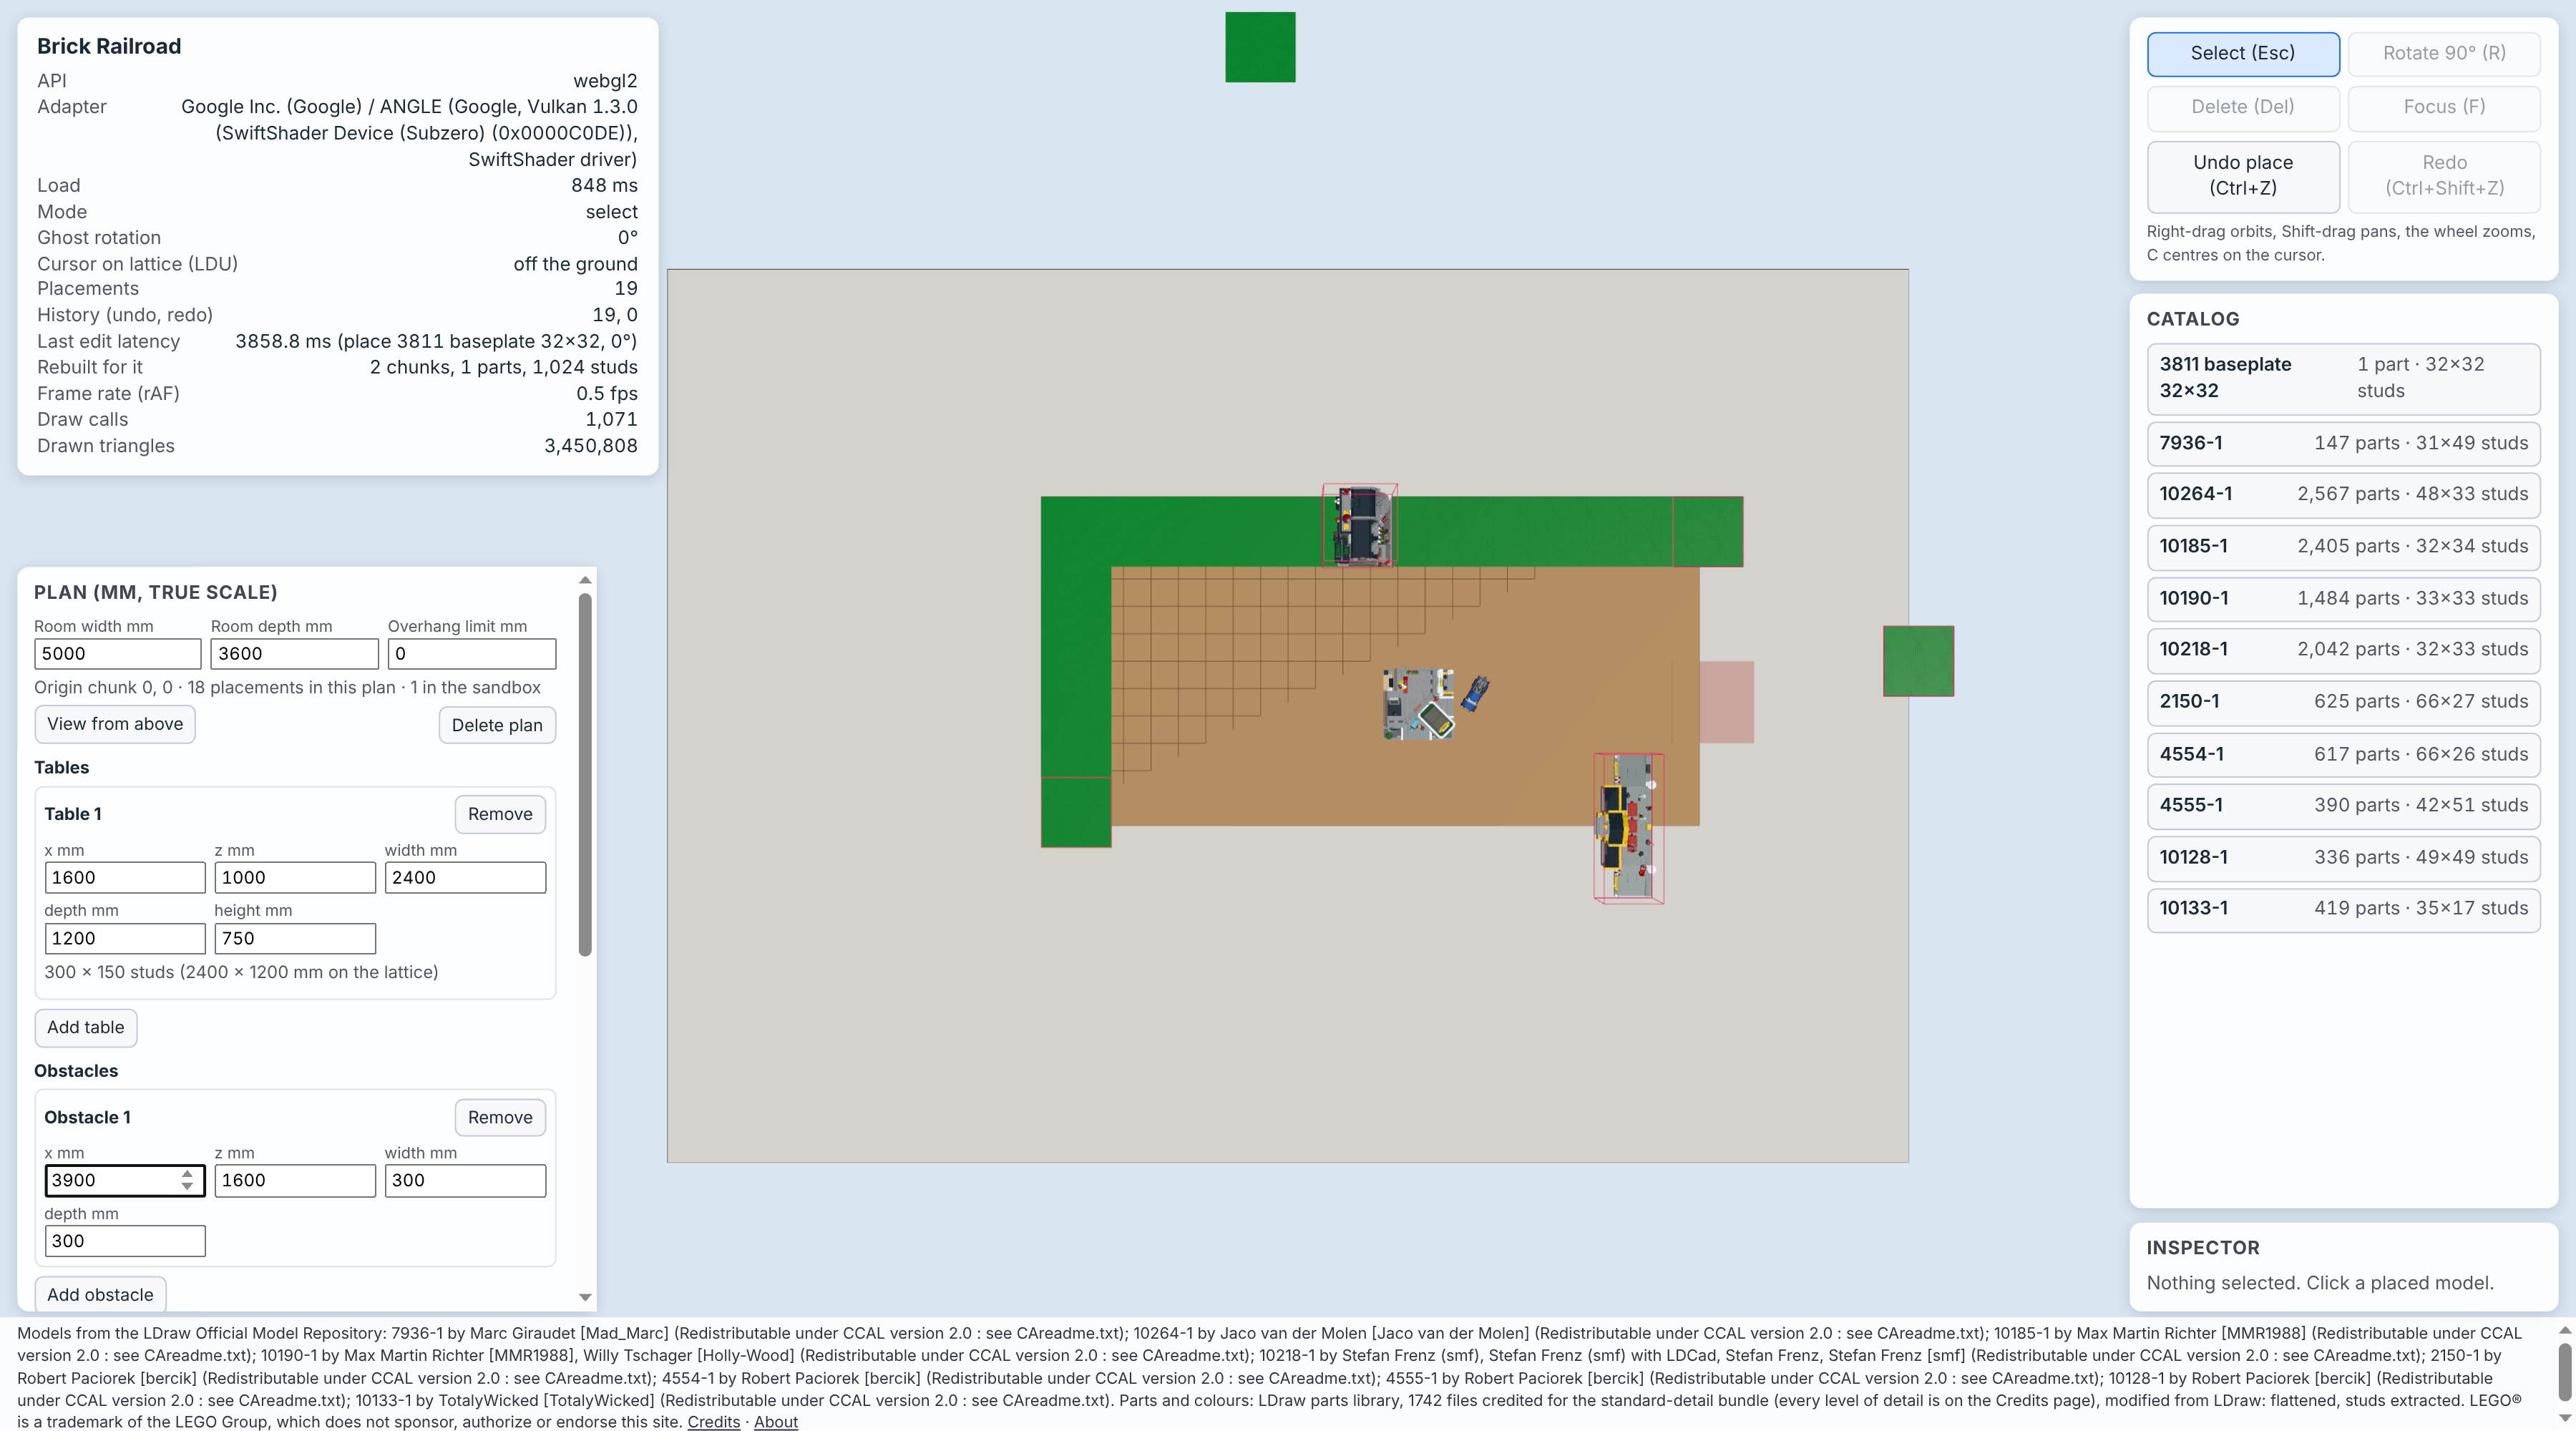 Brick Railroad
API webgl2
Adapter Google Inc. (Google) / ANGLE (Google, Vulkan 1.3.0
(SwiftShader Device (Subzero) (0x0000C0DE)),
SwiftShader driver)
Load 848 ms
Mode select
Ghost rotation 0°
Cursor on lattice (LDU) off the ground
Placements 19
History (undo, redo) 19, 0
Last edit latency 3858.8 ms (place 3811 baseplate 32×32, 0°)
Rebuilt for it 2 chunks, 1 parts, 1,024 studs
Frame rate (rAF) 0.5 fps
Draw calls 1,071
Drawn triangles 3,450,808
PLAN (MM, TRUE SCALE)
Room width mm Room depth mm Overhang limit mm
5000 3600 0
Origin chunk 0, 0 · 18 placements in this plan · 1 in the sandbox
View from above Delete plan
Tables
Table 1 Remove
x mm z mm width mm
1600 1000 2400
depth mm height mm
1200 750
300 × 150 studs (2400 × 1200 mm on the lattice)
Add table
Obstacles
Obstacle 1 Remove
x mm z mm width mm
3900 1600 300
depth mm
300
Add obstacle
Select (Esc) Rotate 90° (R)
Delete (Del) Focus (F)
Undo place (Ctrl+Z) Redo (Ctrl+Shift+Z)
Right-drag orbits, Shift-drag pans, the wheel zooms,
C centres on the cursor.
CATALOG
3811 baseplate 32×32 1 part · 32×32 studs
7936-1 147 parts · 31×49 studs
10264-1 2,567 parts · 48×33 studs
10185-1 2,405 parts · 32×34 studs
10190-1 1,484 parts · 33×33 studs
10218-1 2,042 parts · 32×33 studs
2150-1 625 parts · 66×27 studs
4554-1 617 parts · 66×26 studs
4555-1 390 parts · 42×51 studs
10128-1 336 parts · 49×49 studs
10133-1 419 parts · 35×17 studs
INSPECTOR
Nothing selected. Click a placed model.
Models from the LDraw Official Model Repository: 7936-1 by Marc Giraudet [Mad_Marc] (Redistributable under CCAL version 2.0 : see CAreadme.txt); 10264-1 by Jaco van der Molen [Jaco van der Molen] (Redistributable under CCAL version 2.0 : see CAreadme.txt); 10185-1 by Max Martin Richter [MMR1988] (Redistributable under CCAL
version 2.0 : see CAreadme.txt); 10190-1 by Max Martin Richter [MMR1988], Willy Tschager [Holly-Wood] (Redistributable under CCAL version 2.0 : see CAreadme.txt); 10218-1 by Stefan Frenz (smf), Stefan Frenz (smf) with LDCad, Stefan Frenz, Stefan Frenz [smf] (Redistributable under CCAL version 2.0 : see CAreadme.txt); 2150-1 by
Robert Paciorek [bercik] (Redistributable under CCAL version 2.0 : see CAreadme.txt); 4554-1 by Robert Paciorek [bercik] (Redistributable under CCAL version 2.0 : see CAreadme.txt); 4555-1 by Robert Paciorek [bercik] (Redistributable under CCAL version 2.0 : see CAreadme.txt); 10128-1 by Robert Paciorek [bercik] (Redistributable
under CCAL version 2.0 : see CAreadme.txt); 10133-1 by TotalyWicked [TotalyWicked] (Redistributable under CCAL version 2.0 : see CAreadme.txt). Parts and colours: LDraw parts library, 1742 files credited for the standard-detail bundle (every level of detail is on the Credits page), modified from LDraw: flattened, studs extracted. LEGO®
is a trademark of the LEGO Group, which does not sponsor, authorize or endorse this site. Credits · About